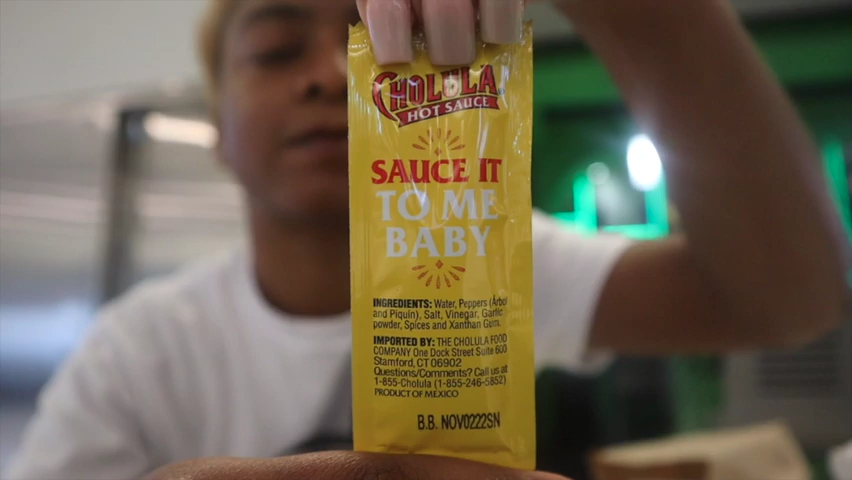 CHOLULA
HOT SAUCE
SAUCE IT
TO ME
BABY
INGREDIENTS: Water, Peppers (Árbol
and Piquin), Salt, Vinegar, Garlic
powder, Spices and Xanthan Gum.
IMPORTED BY: THE CHOLULA FOOD
COMPANY One Dock Street Suite 600
Stamford, CT 06902
Questions/Comments? Call us at
1-855-Cholula (1-855-246-5852)
PRODUCT OF MEXICO
B.B. NOV0222SN